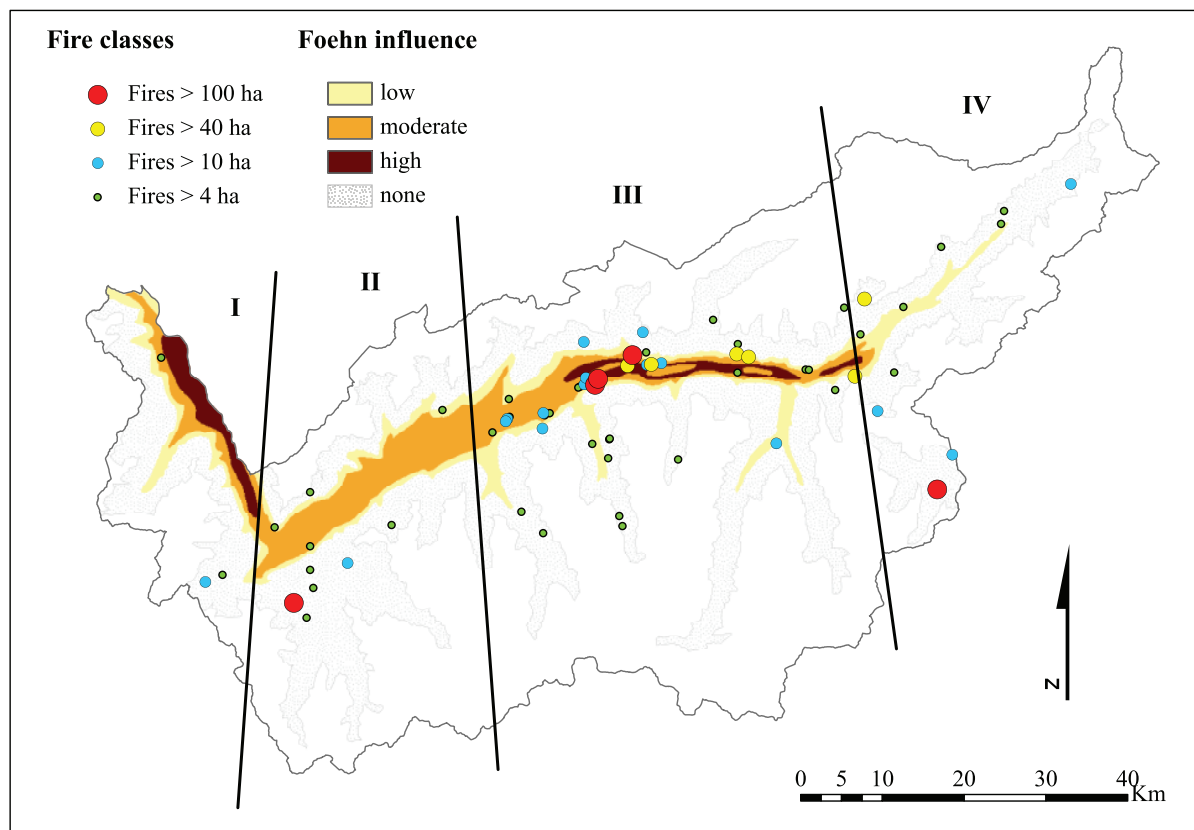 Fire classes
Fires > 100 ha
Fires > 40 ha
Fires > 10 ha
Fires > 4 ha
Foehn influence
low
moderate
high
none
I
II
III
IV
N
0 5 10 20 30 40
Km